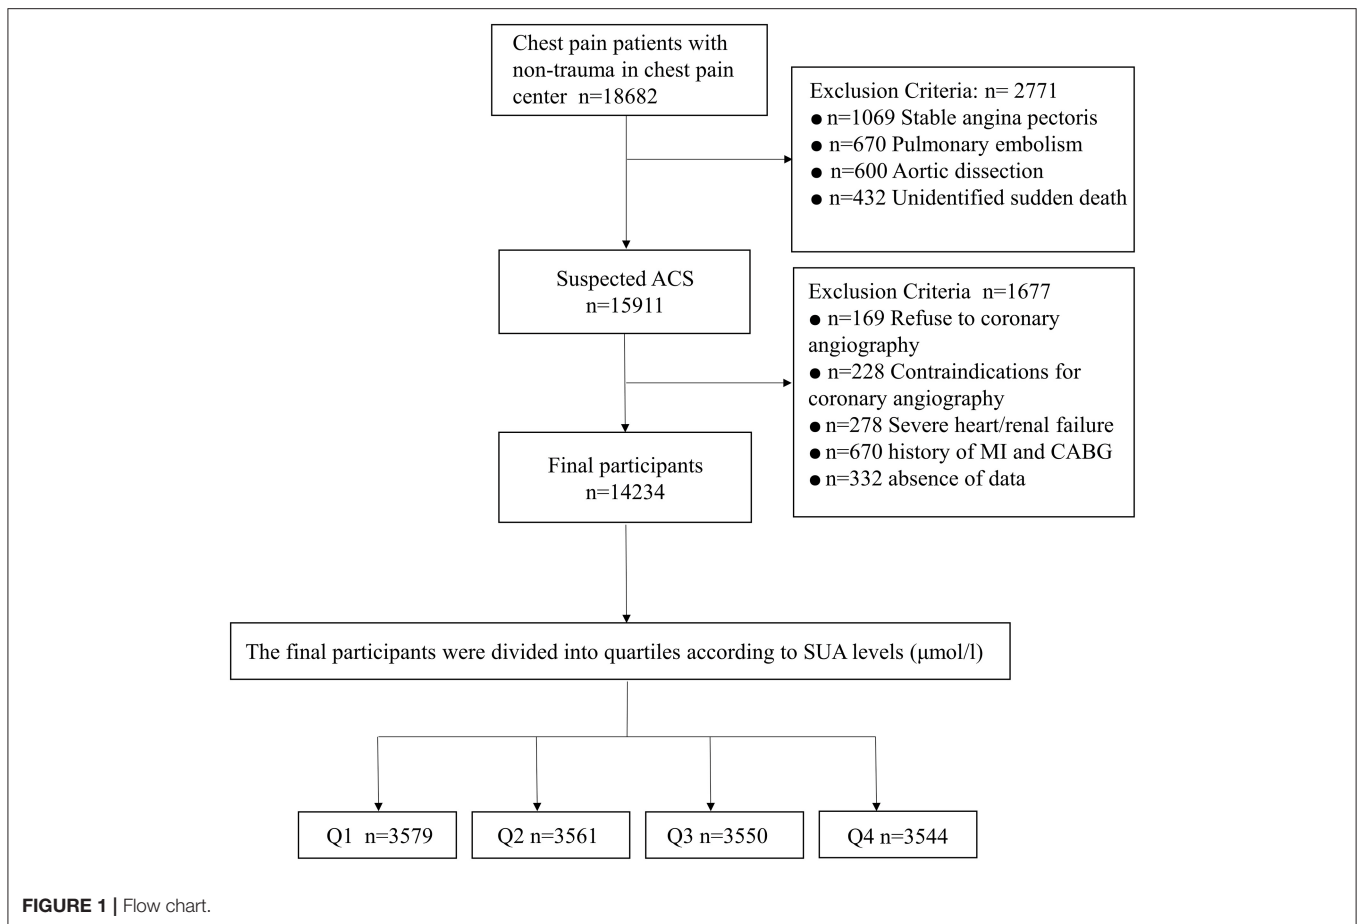 Chest pain patients with
non-trauma in chest pain
center n=18682
Exclusion Criteria: n= 2771
● n=1069 Stable angina pectoris
● n=670 Pulmonary embolism
● n=600 Aortic dissection
● n=432 Unidentified sudden death
Suspected ACS
n=15911
Exclusion Criteria n=1677
● n=169 Refuse to coronary
angiography
● n=228 Contraindications for
coronary angiography
● n=278 Severe heart/renal failure
● n=670 history of MI and CABG
● n=332 absence of data
Final participants
n=14234
The final participants were divided into quartiles according to SUA levels (μmol/l)
Q1 n=3579
Q2 n=3561
Q3 n=3550
Q4 n=3544
FIGURE 1 | Flow chart.